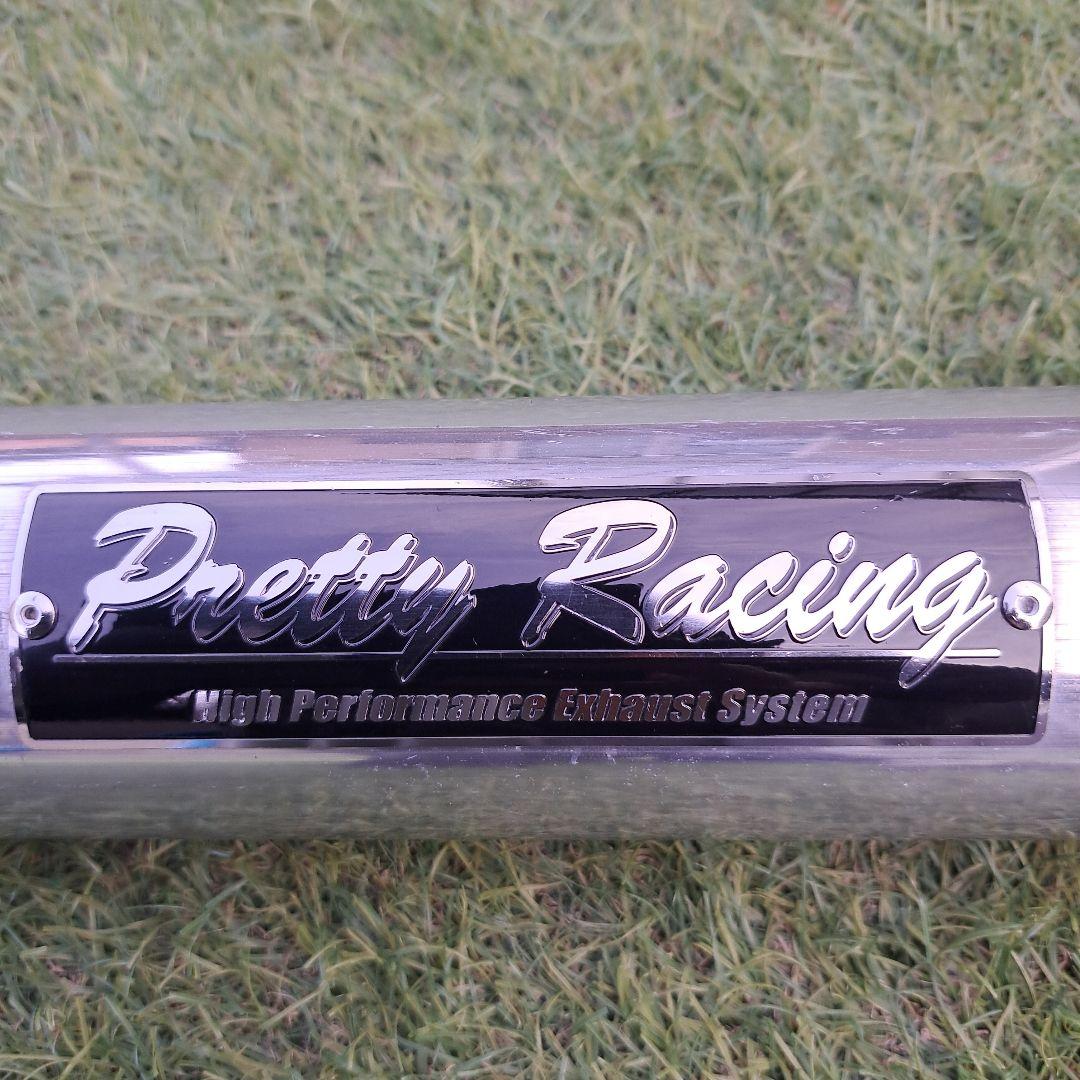 Pretty Racing
High Performance Exhaust System